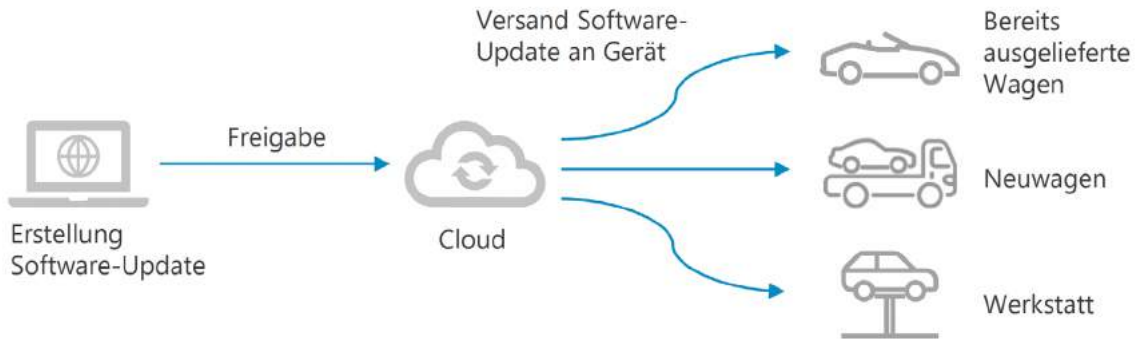 Versand Software-
Update an Gerät
Bereits
ausgelieferte
Wagen
Freigabe
Neuwagen
Erstellung
Software-Update
Cloud
Werkstatt